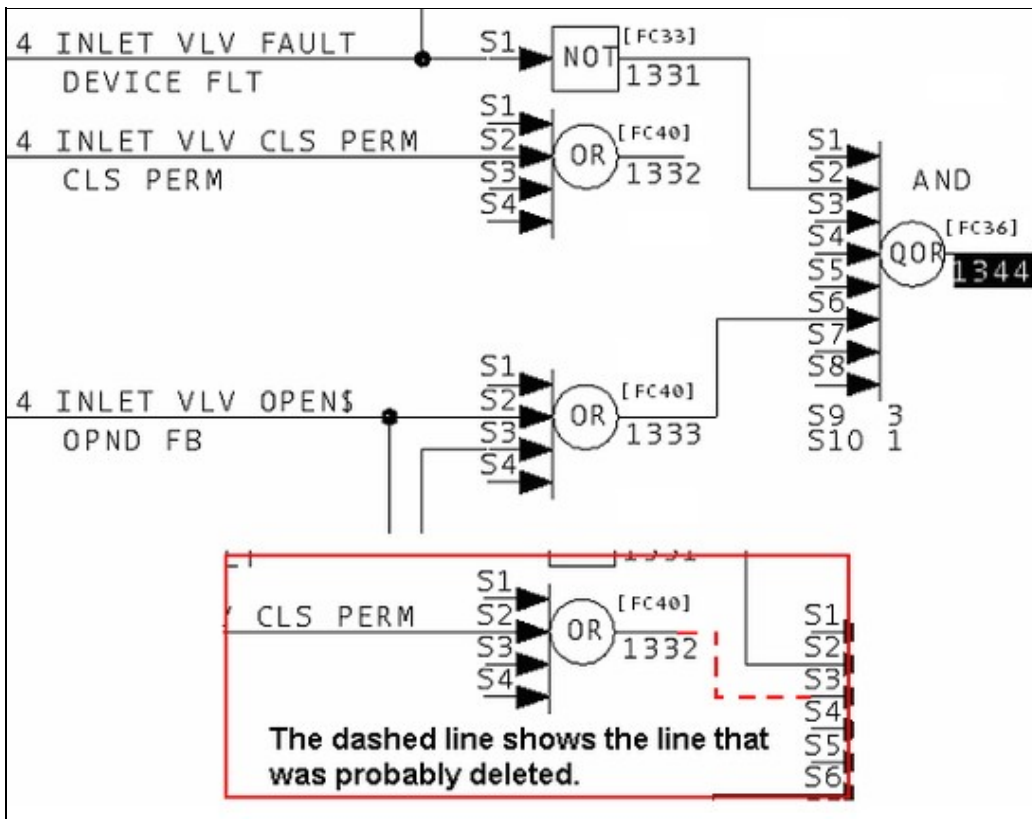 4 INLET VLV FAULT
DEVICE FLT
S1
NOT
[FC33]
1331
4 INLET VLV CLS PERM
CLS PERM
S1
S2
S3
S4
OR
[FC40]
1332
S1
S2
S3
S4
S5
S6
S7
S8
S9 3
S10 1
AND
QOR
[FC36]
1344
4 INLET VLV OPEN$
OPND FB
S1
S2
S3
S4
OR
[FC40]
1333
1331
CLS PERM
S1
S2
S3
S4
OR
[FC40]
1332
S1
S2
S3
S4
S5
S6
The dashed line shows the line that
was probably deleted.